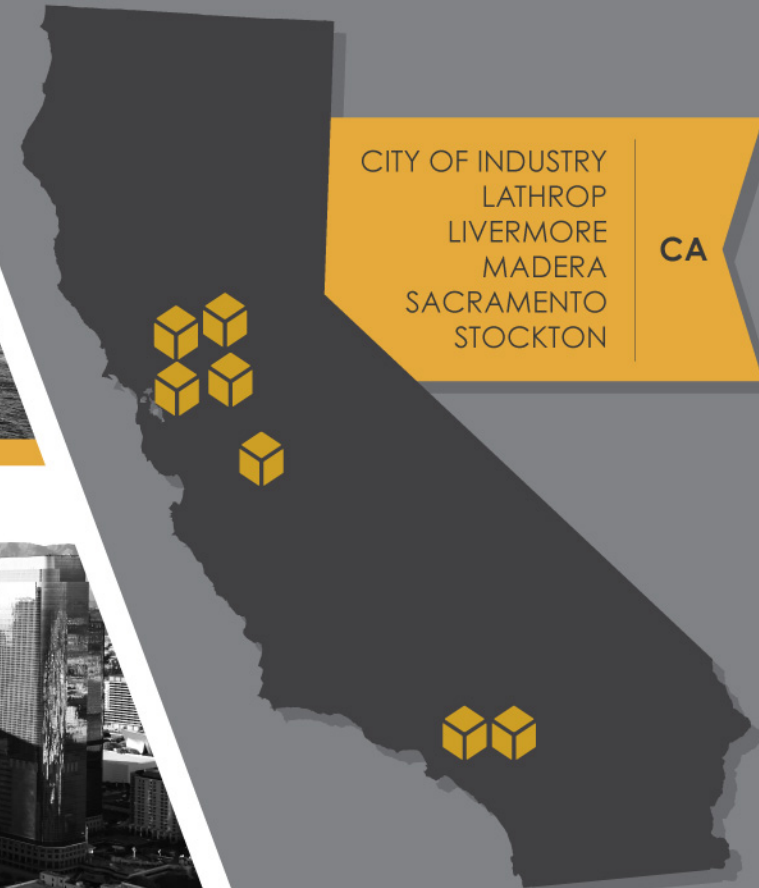 CITY OF INDUSTRY
LATHROP
LIVERMORE
MADERA
SACRAMENTO
STOCKTON
CA